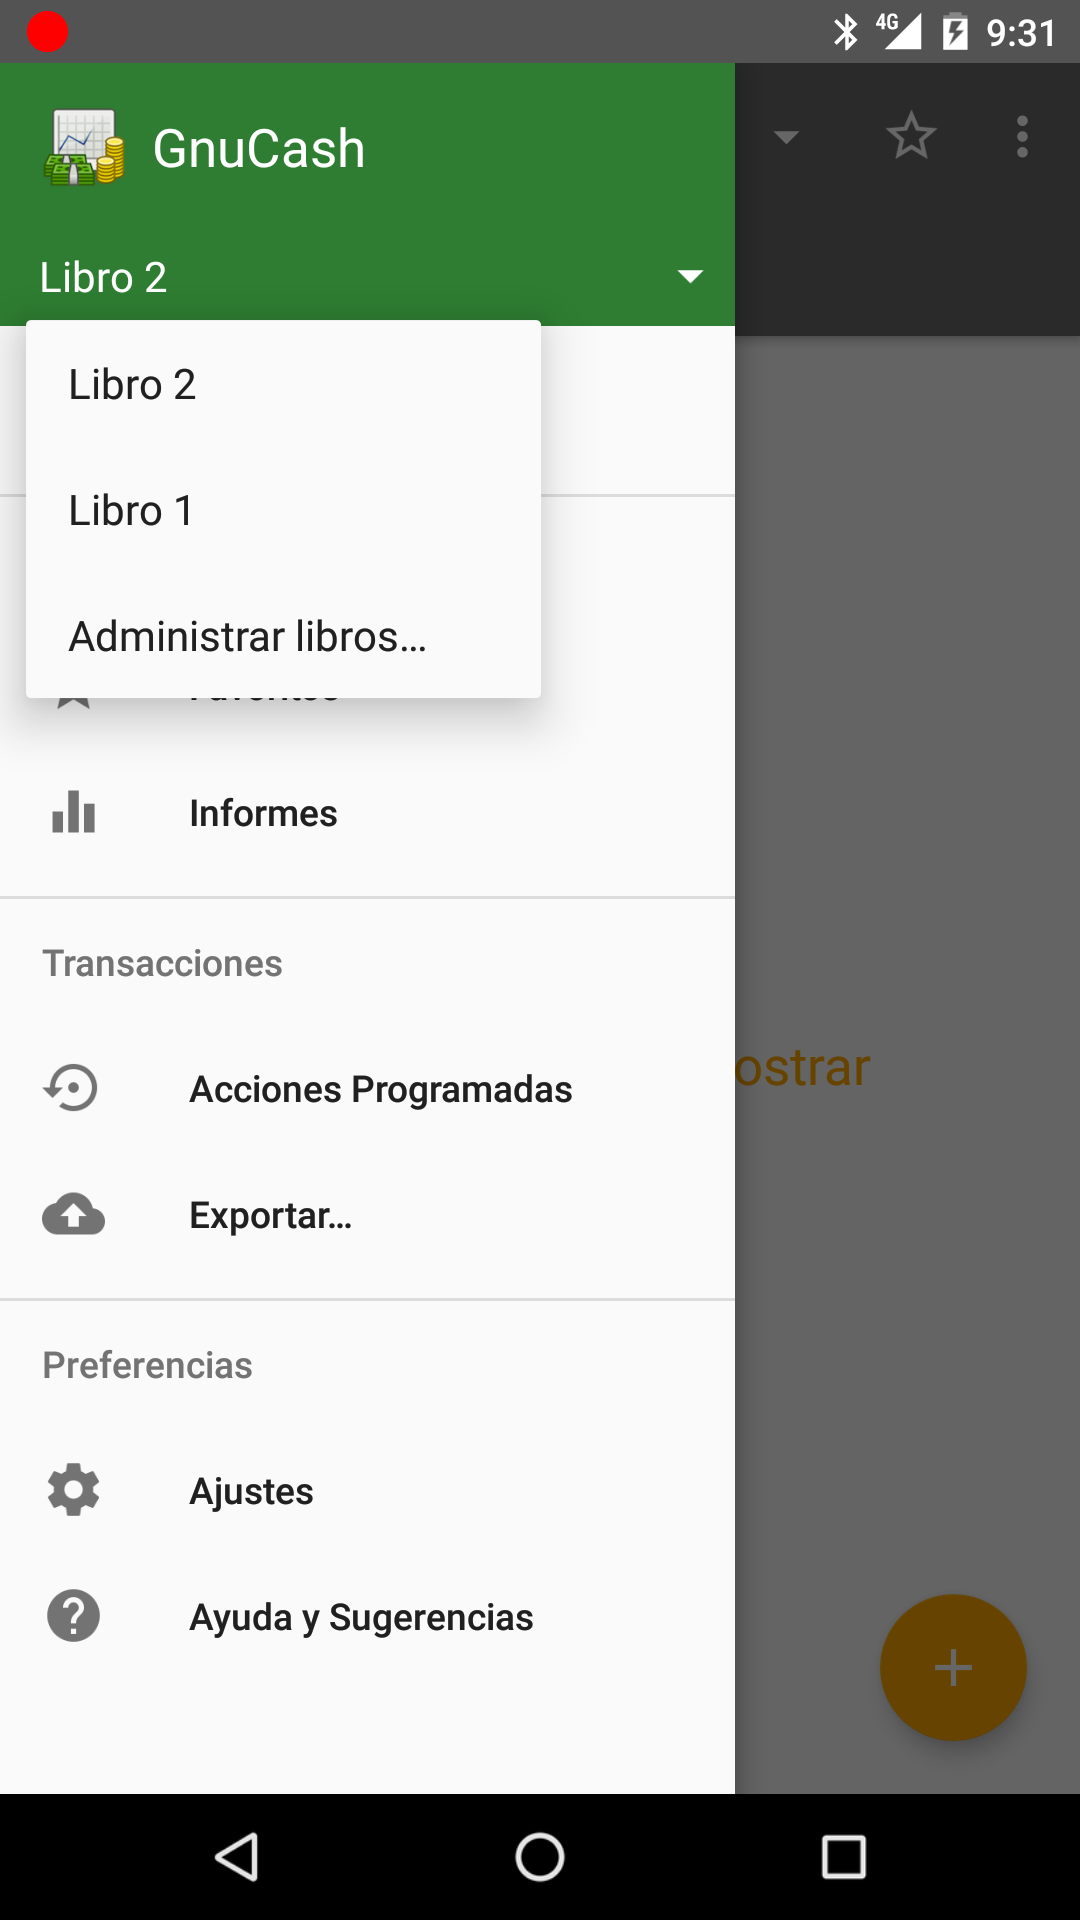 4G 9:31
GnuCash
Libro 2
Libro 2
Libro 1
Administrar libros...
Informes
Transacciones
Acciones Programadas
ostrar
Exportar...
Preferencias
Ajustes
Ayuda y Sugerencias